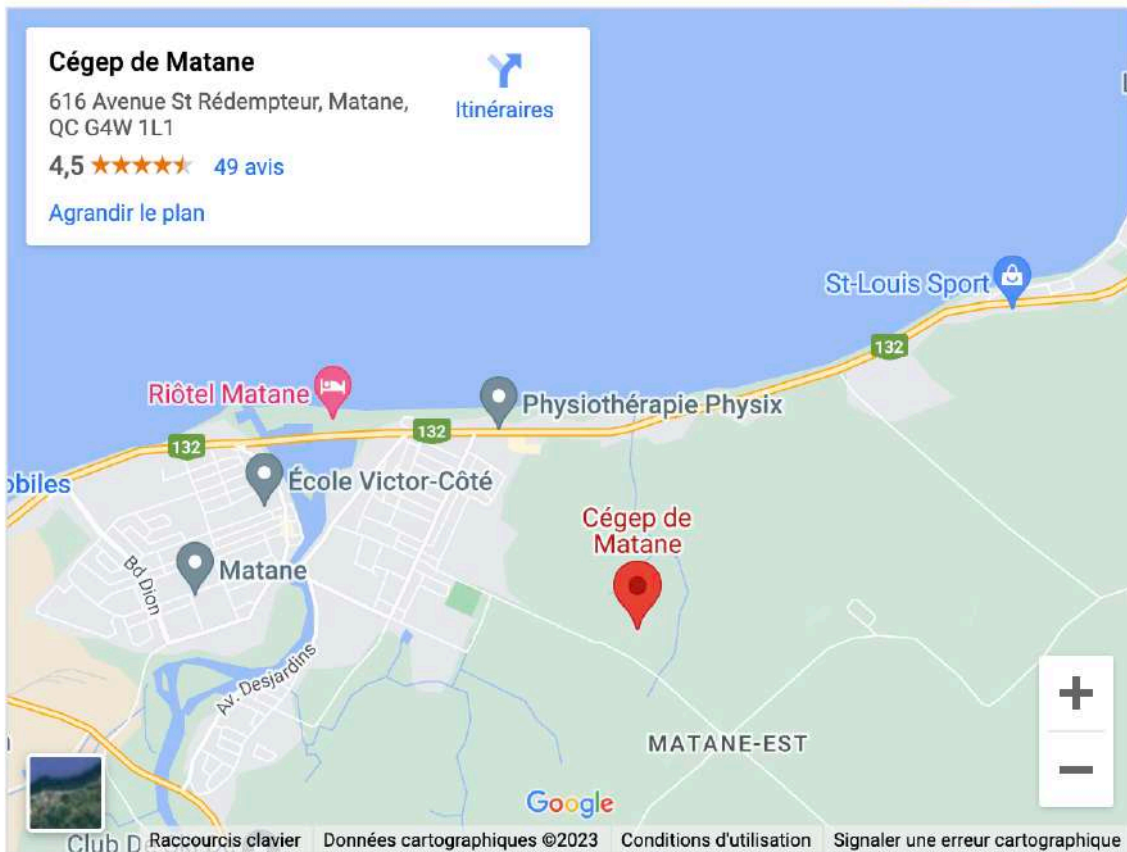 Cégep de Matane
616 Avenue St Rédempteur, Matane,
QC G4W 1L1
Itinéraires
4,5
49 avis
Agrandir le plan
St-Louis Sport
132
Riôtel Matane
Physiothérapie Physix
132
132
École Victor-Côté
Cégep de
Matane
Matane
Bd Dion
Av. Desjardins
MATANE-EST
Google
Club De
Raccourcis clavier
Données cartographiques ©2023
Conditions d'utilisation
Signaler une erreur cartographique